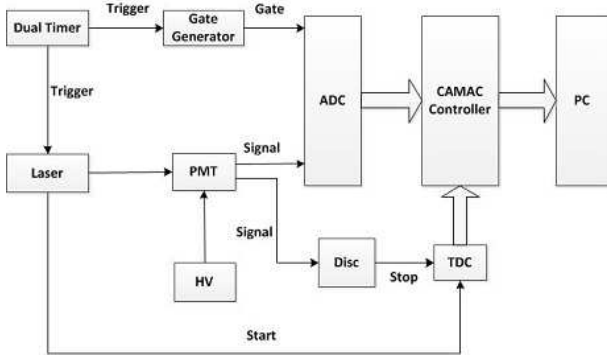 Dual Timer
Trigger
Gate
Generator
Gate
ADC
CAMAC
Controller
PC
Trigger
Laser
PMT
Signal
Signal
HV
Disc
Stop
TDC
Start